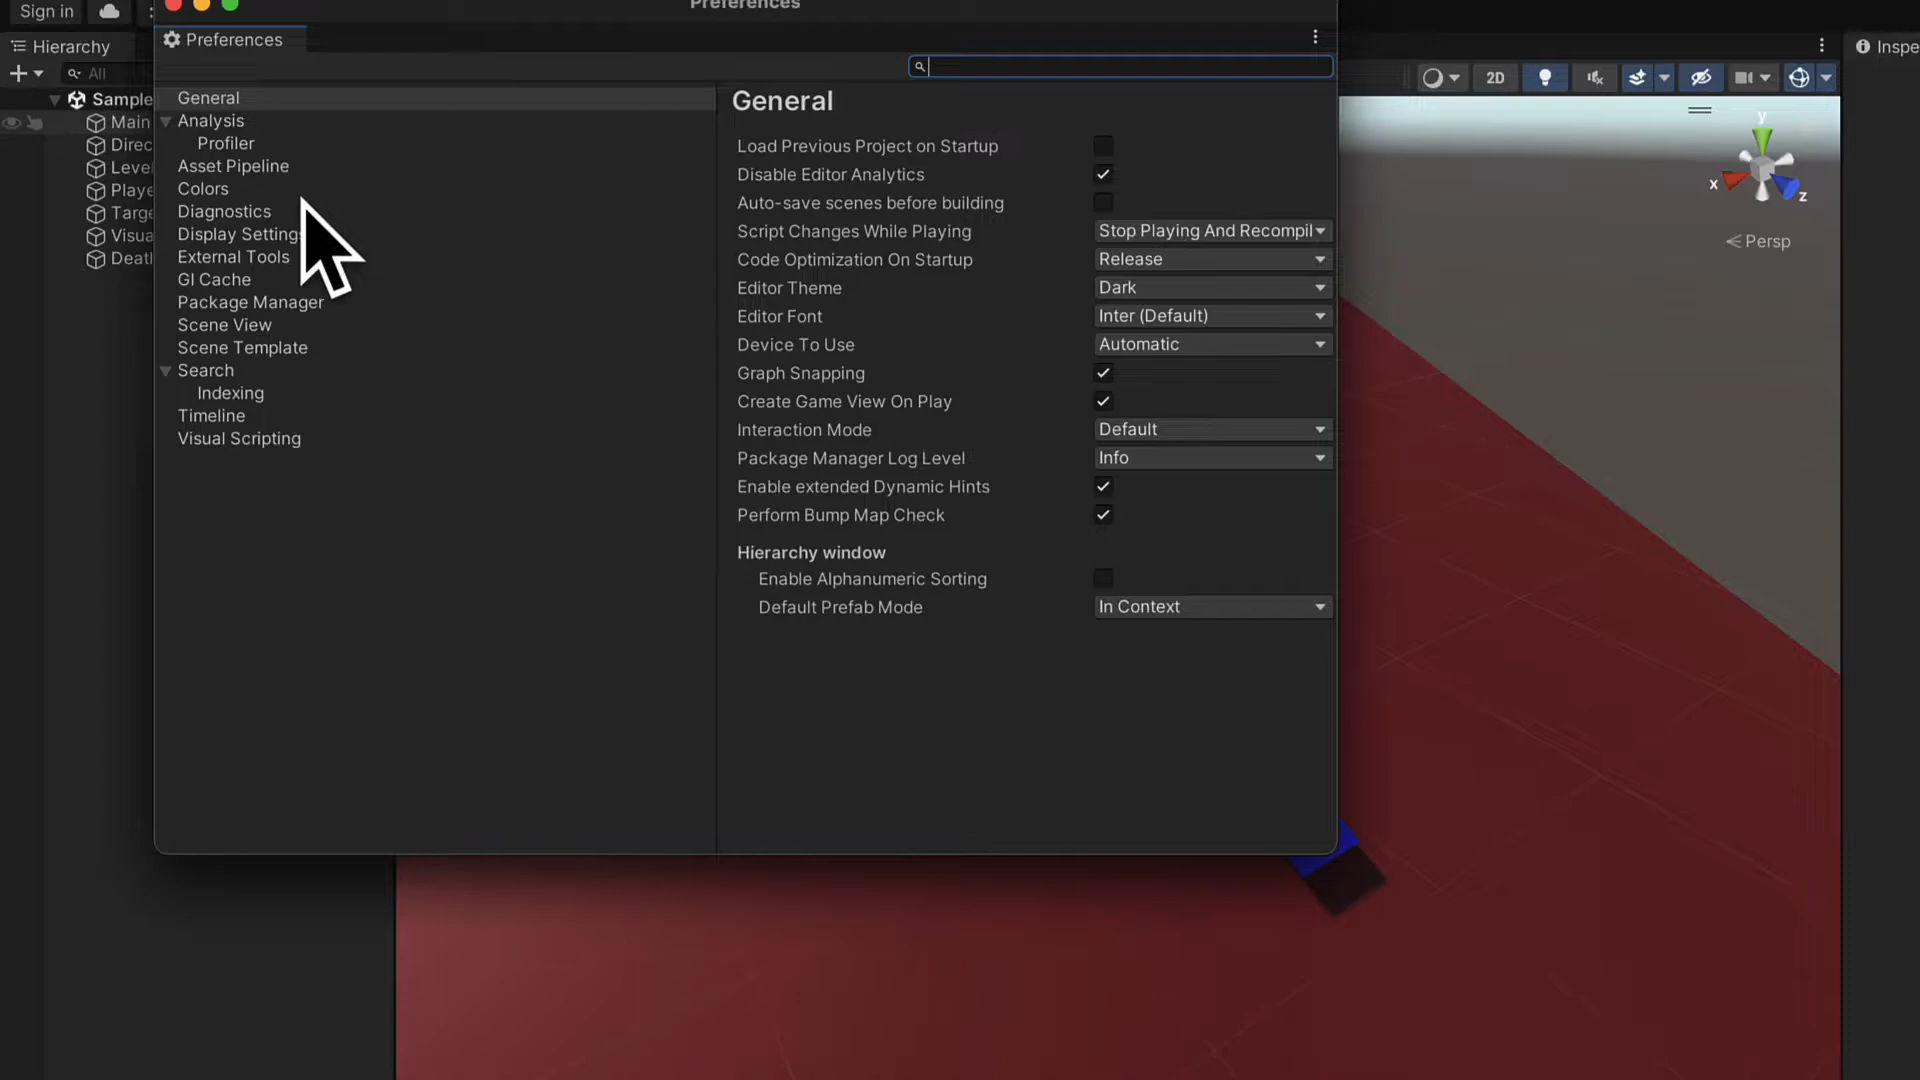 Sign in
Preferences
Hierarchy
Preferences
Inspe
All
2D
Sample
Main
Direc
Level
Playe
Targe
Visua
Deat
General
Analysis
Profiler
Asset Pipeline
Colors
Diagnostics
Display Settings
External Tools
GI Cache
Package Manager
Scene View
Scene Template
Search
Indexing
Timeline
Visual Scripting
General
Load Previous Project on Startup
Disable Editor Analytics
Auto-save scenes before building
Script Changes While Playing Stop Playing And Recompil
Code Optimization On Startup Release
Editor Theme Dark
Editor Font Inter (Default)
Device To Use Automatic
Graph Snapping
Create Game View On Play
Interaction Mode Default
Package Manager Log Level Info
Enable extended Dynamic Hints
Perform Bump Map Check
Hierarchy window
Enable Alphanumeric Sorting
Default Prefab Mode In Context
y
x
z
Persp